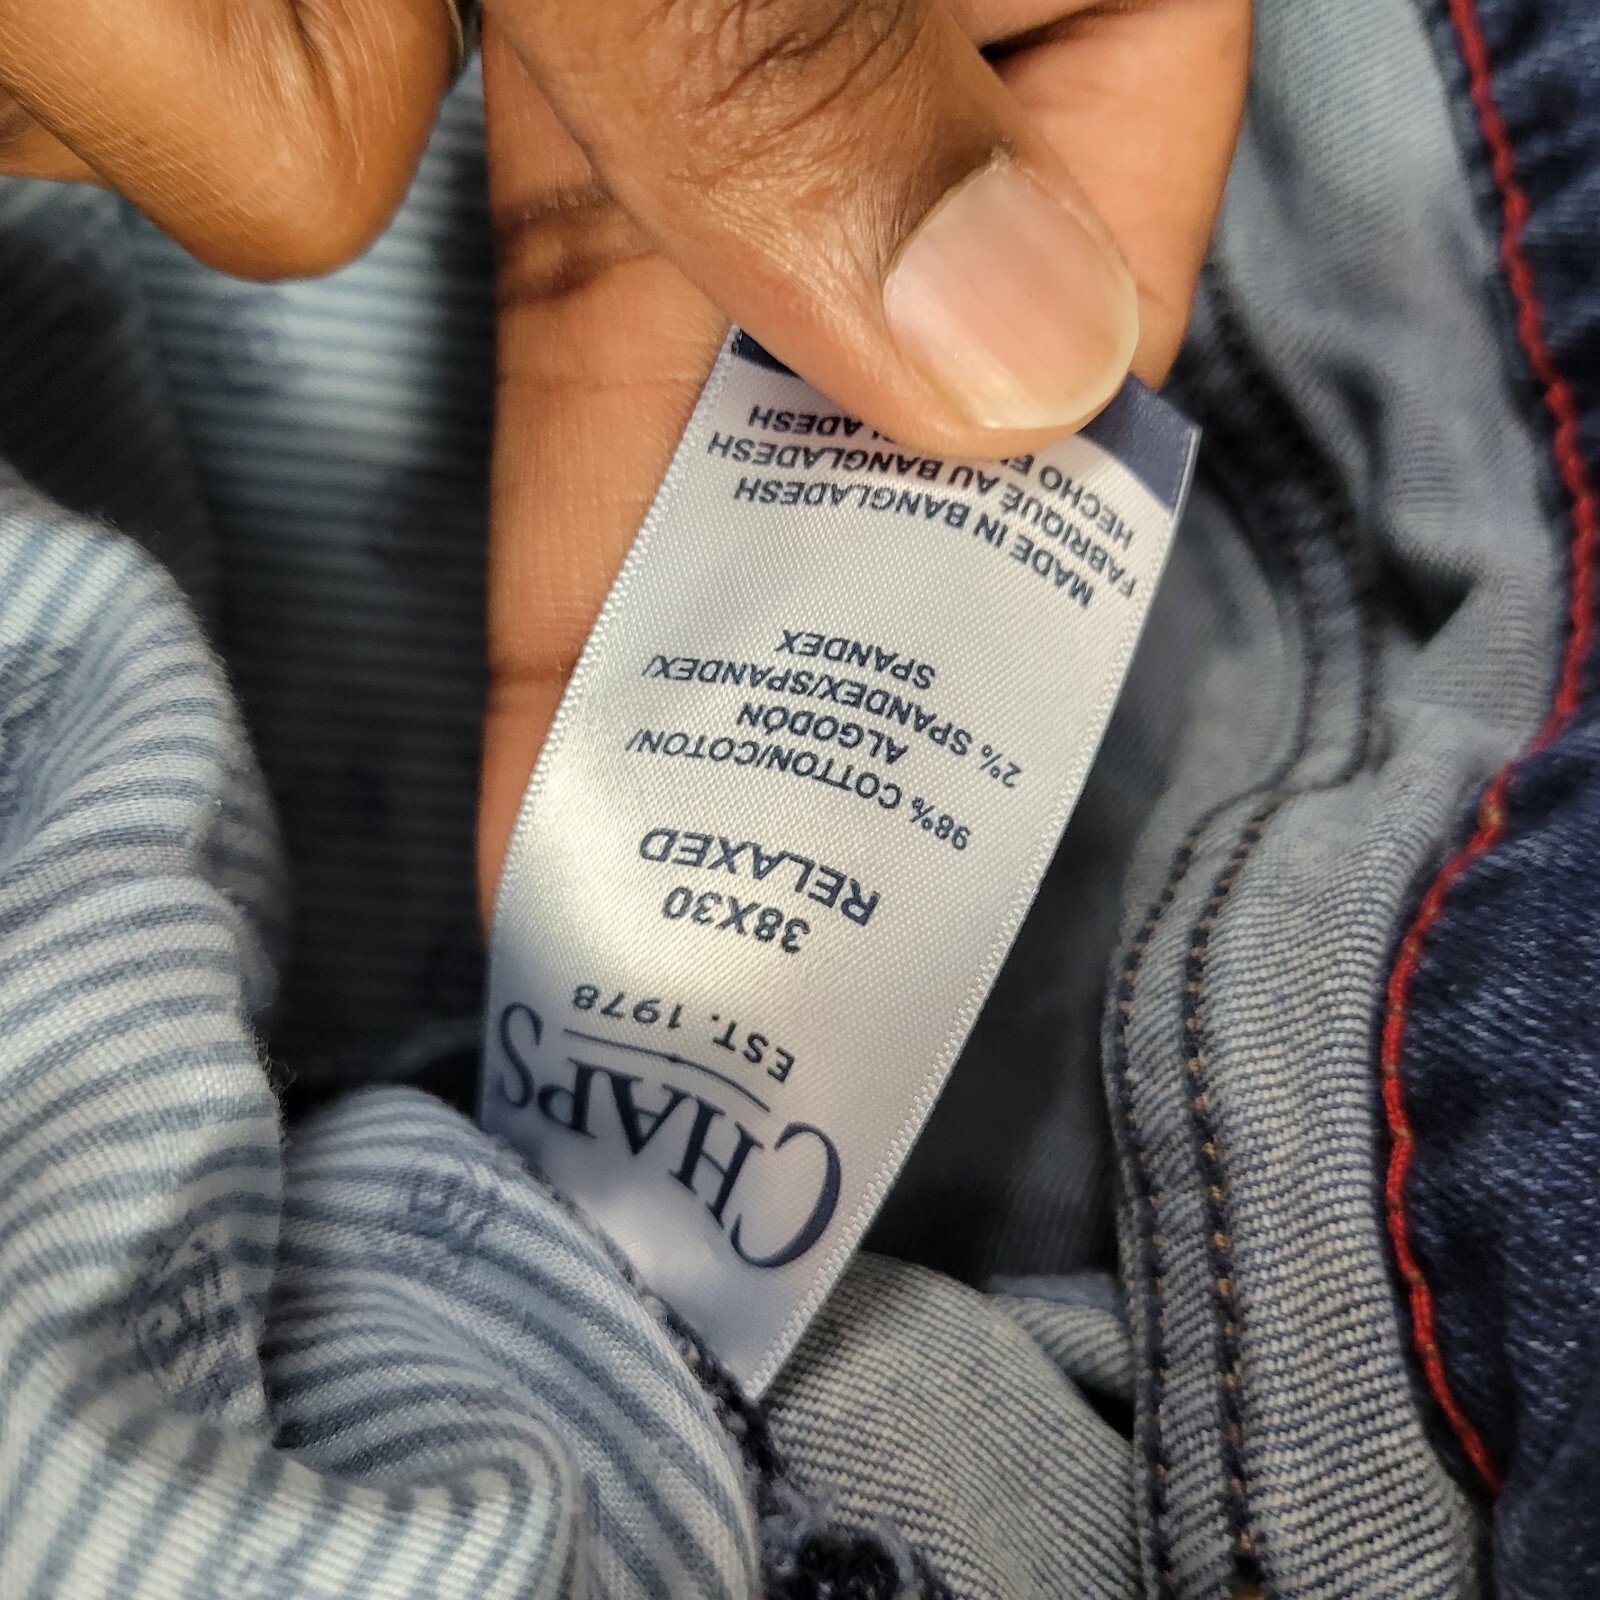 CHAPS
EST. 1978
38X30
RELAXED
98% COTTON/COTON/
ALGODÓN
2% SPANDEX/SPANDEX/
SPANDEX
MADE IN BANGLADESH
FABRIQUÉ AU BANGLADESH
HECHO